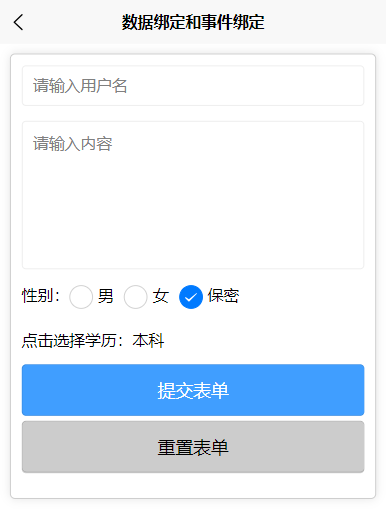 数据绑定和事件绑定
请输入用户名
请输入内容
性别：男 女 保密
点击选择学历：本科
提交表单
重置表单